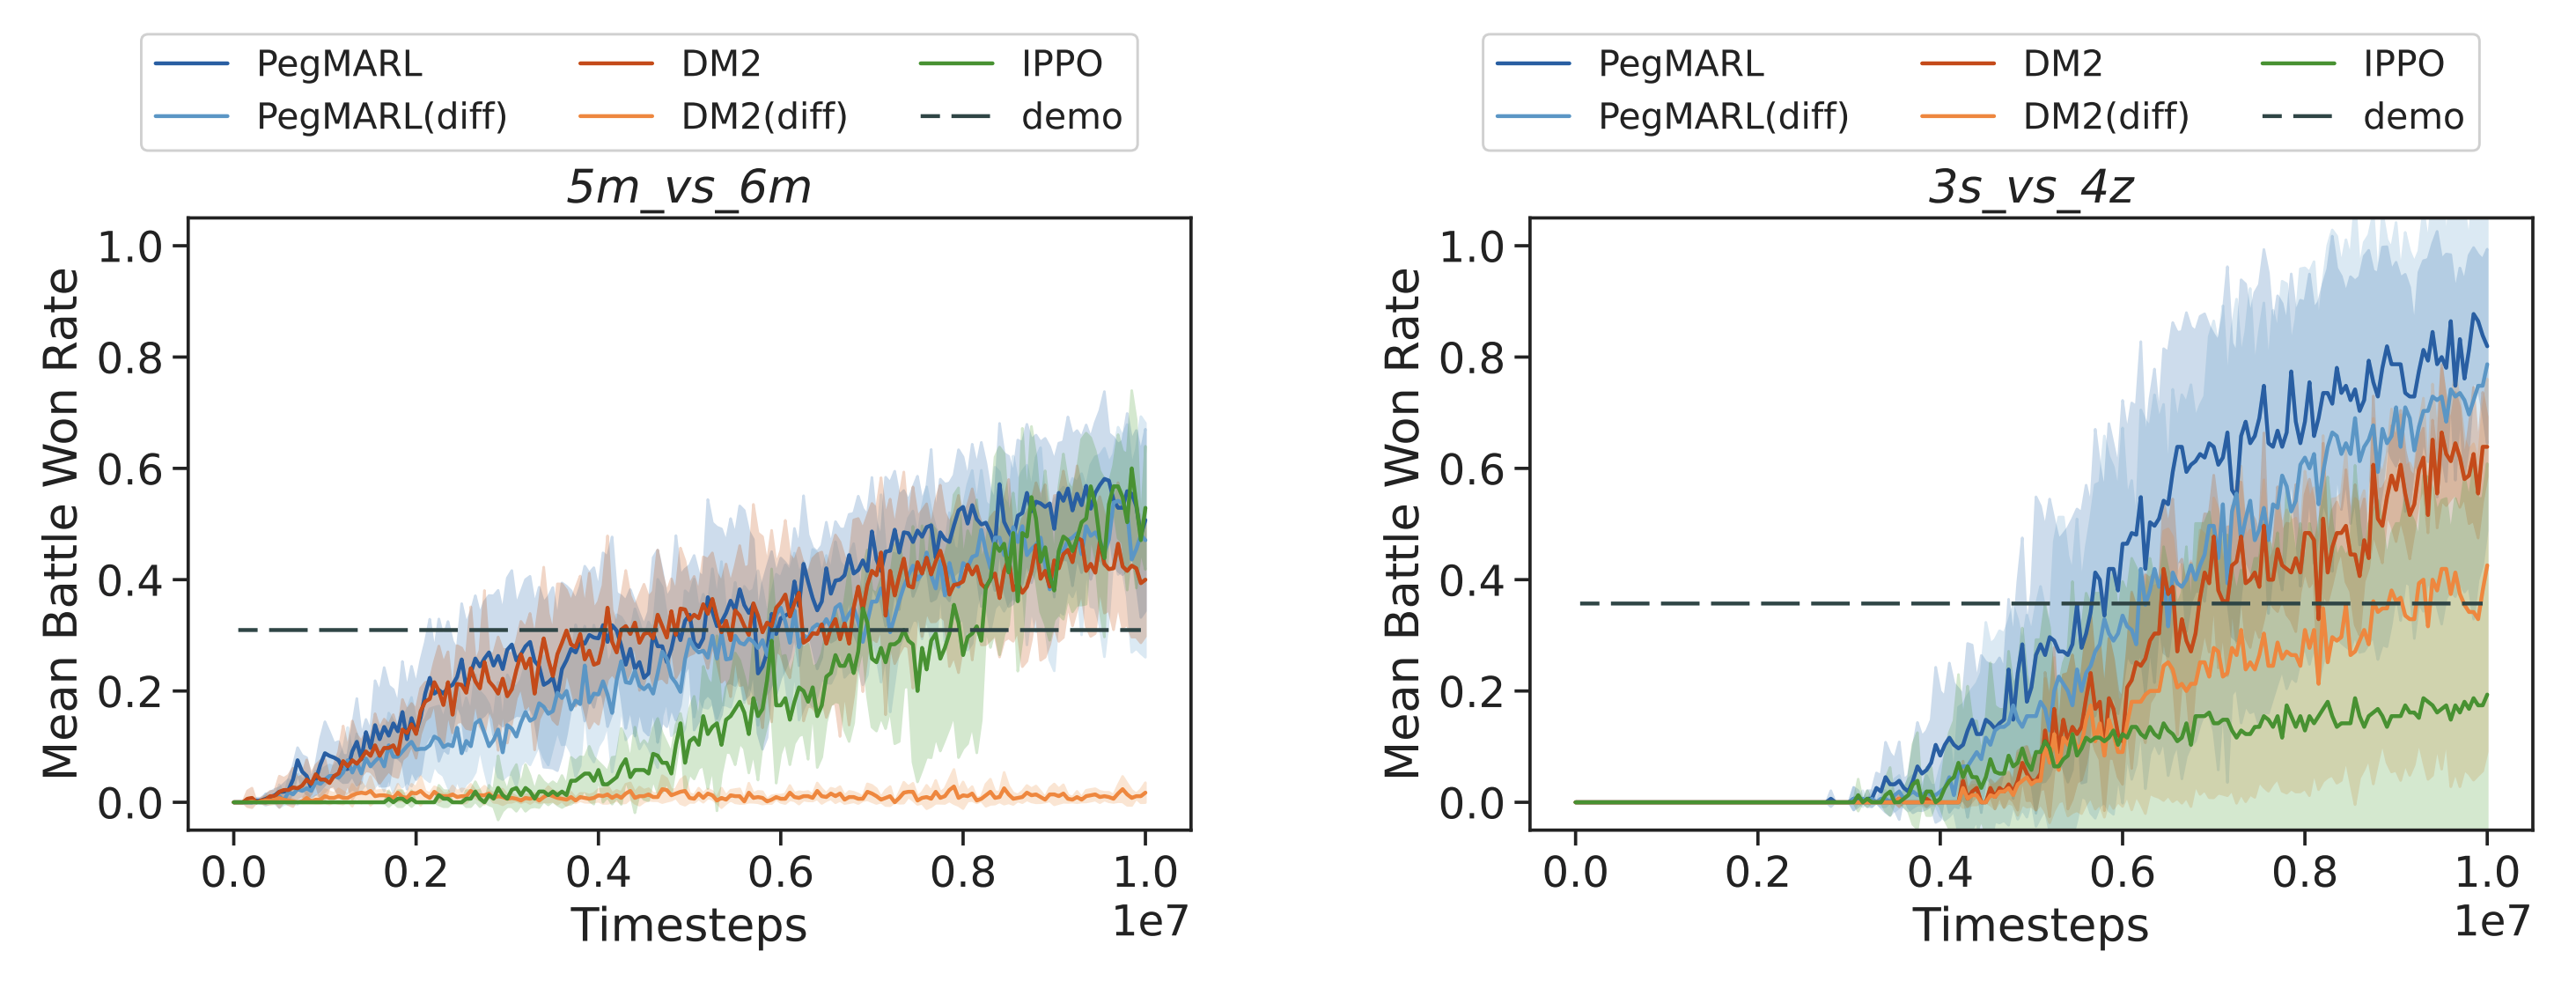 PegMARL DM2 IPPO
PegMARL(diff) DM2(diff) demo
5m_vs_6m
Mean Battle Won Rate
1.0
0.8
0.6
0.4
0.2
0.0
0.0 0.2 0.4 0.6 0.8 1.0
Timesteps
1e7
PegMARL DM2 IPPO
PegMARL(diff) DM2(diff) demo
3s_vs_4z
Mean Battle Won Rate
1.0
0.8
0.6
0.4
0.2
0.0
0.0 0.2 0.4 0.6 0.8 1.0
Timesteps
1e7